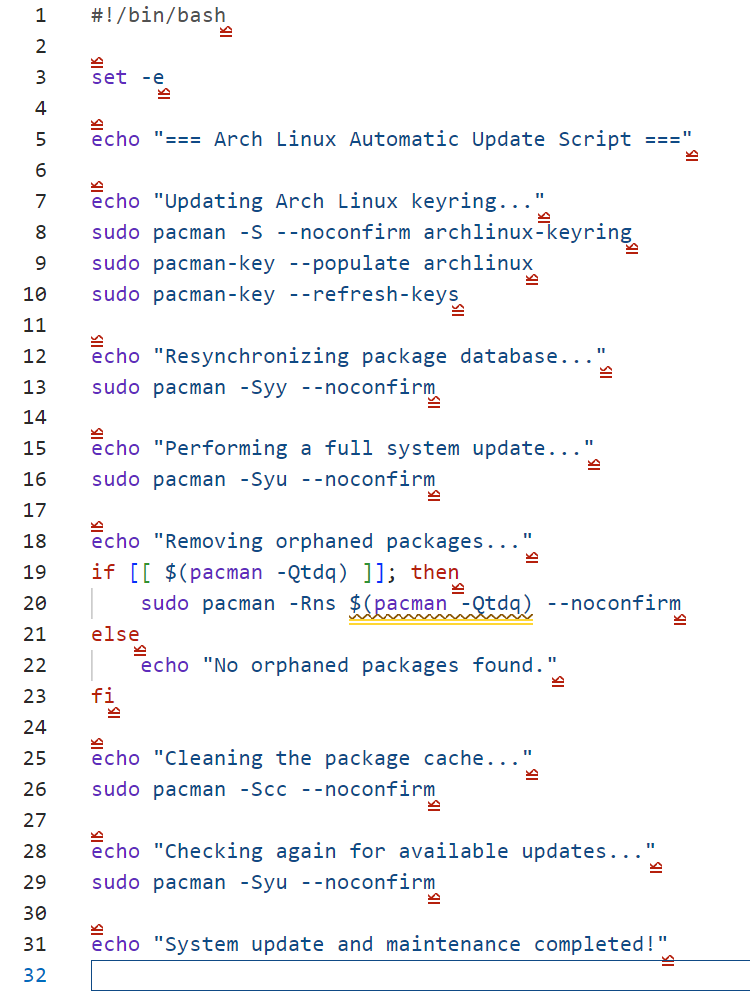 1 #!/bin/bash
2
3 set -e
4
5 echo "=== Arch Linux Automatic Update Script ==="
6
7 echo "Updating Arch Linux keyring..."
8 sudo pacman -S --noconfirm archlinux-keyring
9 sudo pacman-key --populate archlinux
10 sudo pacman-key --refresh-keys
11
12 echo "Resynchronizing package database..."
13 sudo pacman -Syy --noconfirm
14
15 echo "Performing a full system update..."
16 sudo pacman -Syu --noconfirm
17
18 echo "Removing orphaned packages..."
19 if [[ $(pacman -Qtdq) ]]; then
20     sudo pacman -Rns $(pacman -Qtdq) --noconfirm
21 else
22     echo "No orphaned packages found."
23 fi
24
25 echo "Cleaning the package cache..."
26 sudo pacman -Scc --noconfirm
27
28 echo "Checking again for available updates..."
29 sudo pacman -Syu --noconfirm
30
31 echo "System update and maintenance completed!"
32